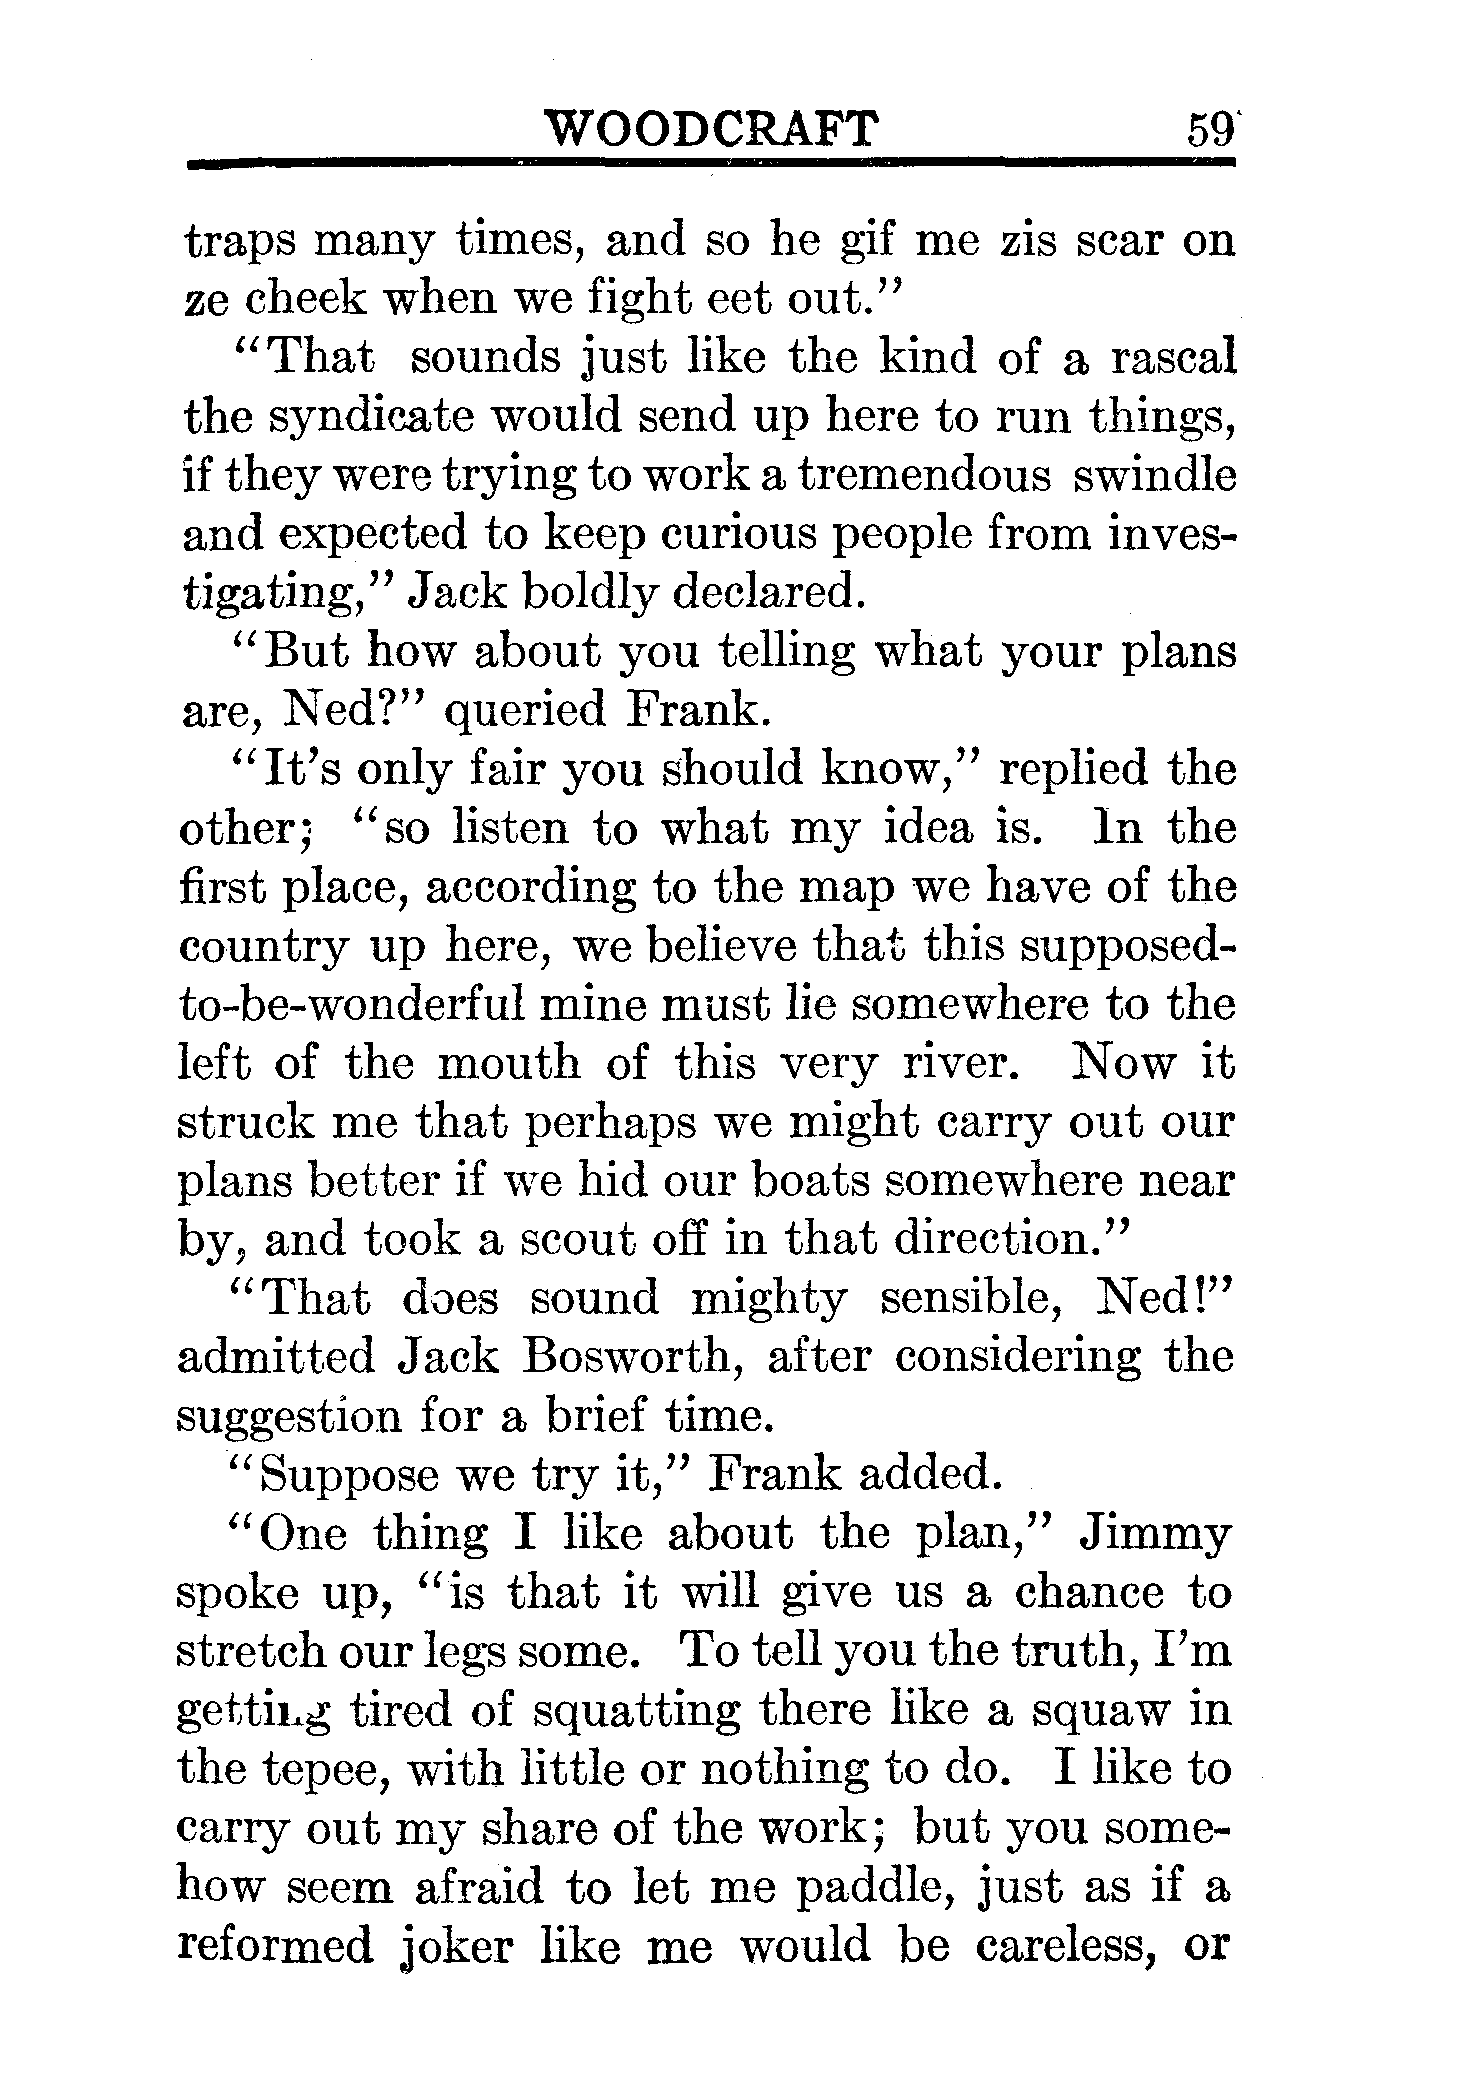 WOODCRAFT 59
traps many times, and so he gif me zis scar on
ze cheek when we fight eet out."
"That sounds just like the kind of a rascal
the syndicate would send up here to run things,
if they were trying to work a tremendous swindle
and expected to keep curious people from inves-
tigating," Jack boldly declared.
"But how about you telling what your plans
are, Ned?" queried Frank.
"It's only fair you should know," replied the
other; "so listen to what my idea is. In the
first place, according to the map we have of the
country up here, we believe that this supposed-
to-be-wonderful mine must lie somewhere to the
left of the mouth of this very river. Now it
struck me that perhaps we might carry out our
plans better if we hid our boats somewhere near
by, and took a scout off in that direction."
"That does sound mighty sensible, Ned!"
admitted Jack Bosworth, after considering the
suggestion for a brief time.
"Suppose we try it," Frank added.
"One thing I like about the plan," Jimmy
spoke up, "is that it will give us a chance to
stretch our legs some. To tell you the truth, I'm
getting tired of squatting there like a squaw in
the tepee, with little or nothing to do. I like to
carry out my share of the work; but you some-
how seem afraid to let me paddle, just as if a
reformed joker like me would be careless, or